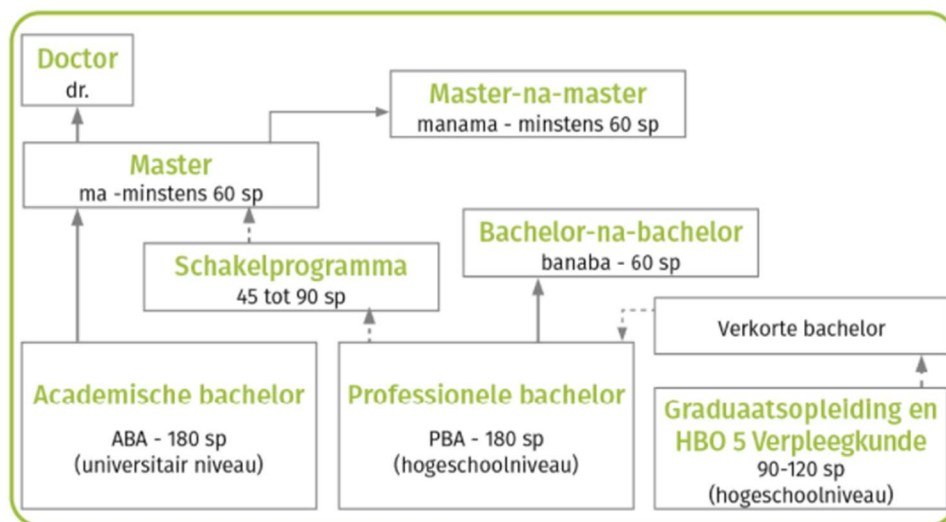 Doctor
dr.
Master-na-master
manama - minstens 60 sp
Master
ma -minstens 60 sp
Bachelor-na-bachelor
banaba - 60 sp
Schakelprogramma
45 tot 90 sp
Verkorte bachelor
Academische bachelor
ABA - 180 sp
(universitair niveau)
Professionele bachelor
PBA - 180 sp
(hogeschoolniveau)
Graduaatsopleiding en
HBO 5 Verpleegkunde
90-120 sp
(hogeschoolniveau)